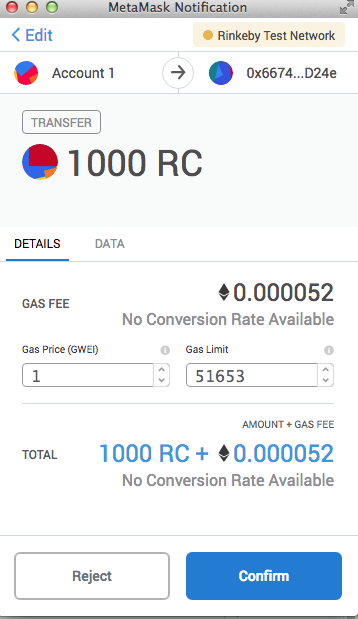 MetaMask Notification
Edit
Rinkeby Test Network
Account 1
0x6674...D24e
TRANSFER
1000 RC
DETAILS DATA
GAS FEE
0.000052
No Conversion Rate Available
Gas Price (GWEI) Gas Limit
1 51653
AMOUNT + GAS FEE
TOTAL 1000 RC + 0.000052
No Conversion Rate Available
Reject Confirm